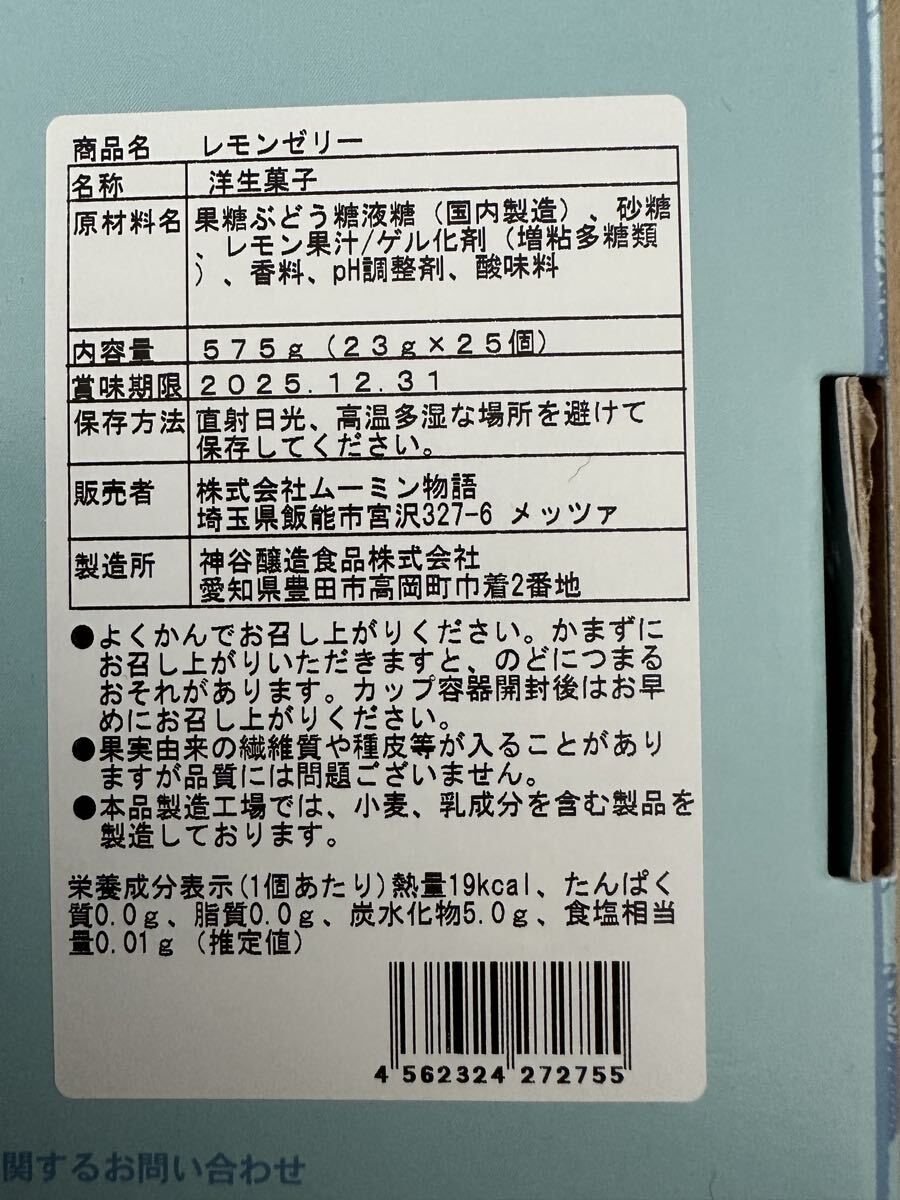 商品名 レモンゼリー
名称 洋生菓子
原材料名 果糖ぶどう糖液糖（国内製造）、砂糖
、レモン果汁/ゲル化剤（増粘多糖類
）、香料、pH調整剤、酸味料
内容量 575g（23g×25個）
賞味期限 2025.12.31
保存方法 直射日光、高温多湿な場所を避けて
保存してください。
販売者 株式会社ムーミン物語
埼玉県飯能市宮沢327-6 メッツァ
製造所 神谷醸造食品株式会社
愛知県豊田市高岡町巾着2番地
●よくかんでお召し上がりください。かまずに
お召し上がりいただきますと、のどにつまる
おそれがあります。カップ容器開封後はお早
めにお召し上がりください。
●果実由来の繊維質や種皮等が入ることがあり
ますが品質には問題ございません。
●本品製造工場では、小麦、乳成分を含む製品を
製造しております。
栄養成分表示(1個あたり)熱量19kcal、たんぱく
質0.0g、脂質0.0g、炭水化物5.0g、食塩相当
量0.01g（推定値）
4 562324 272755
関するお問い合わせ